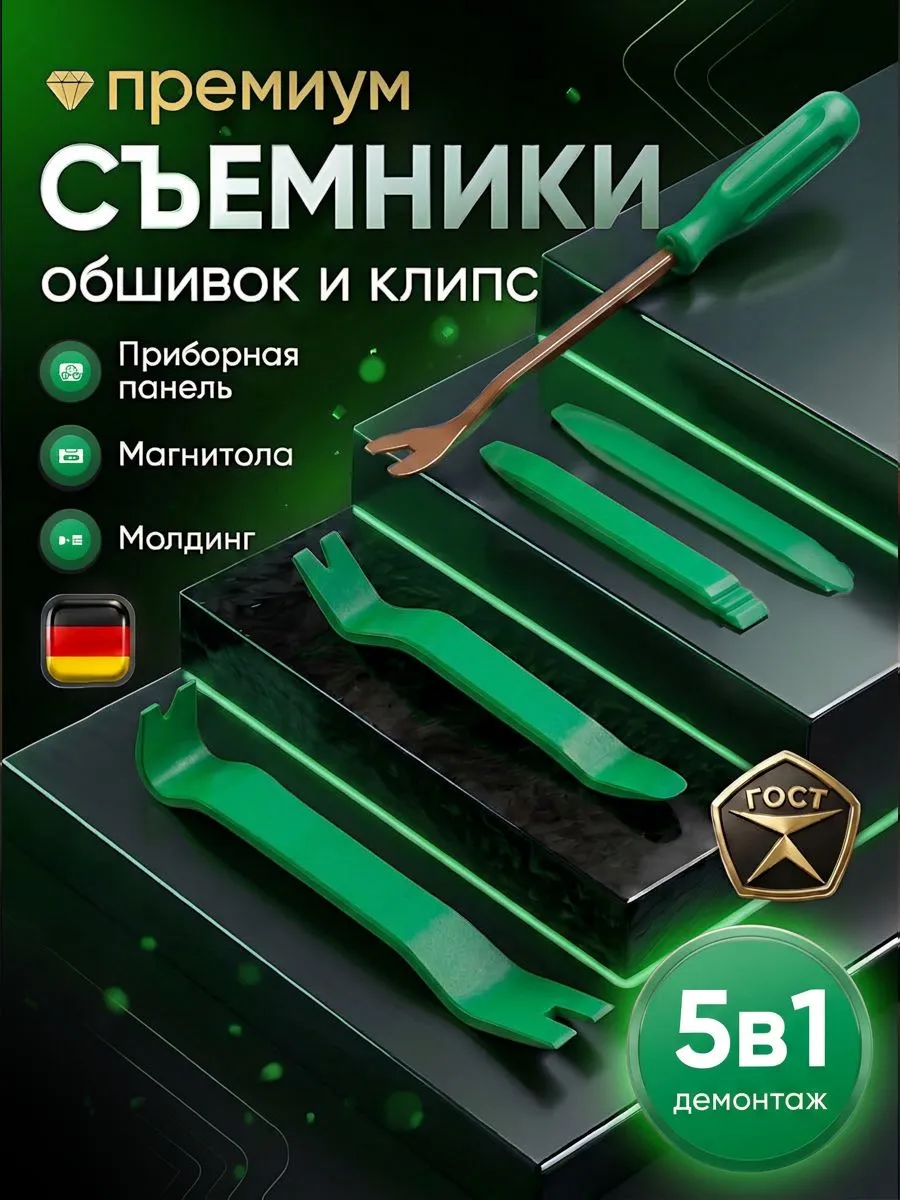 премиум
СЪЕМНИКИ
обшивок и клипс
Приборная
панель
Магнитола
Молдинг
ГОСТ
5в1
демонтаж